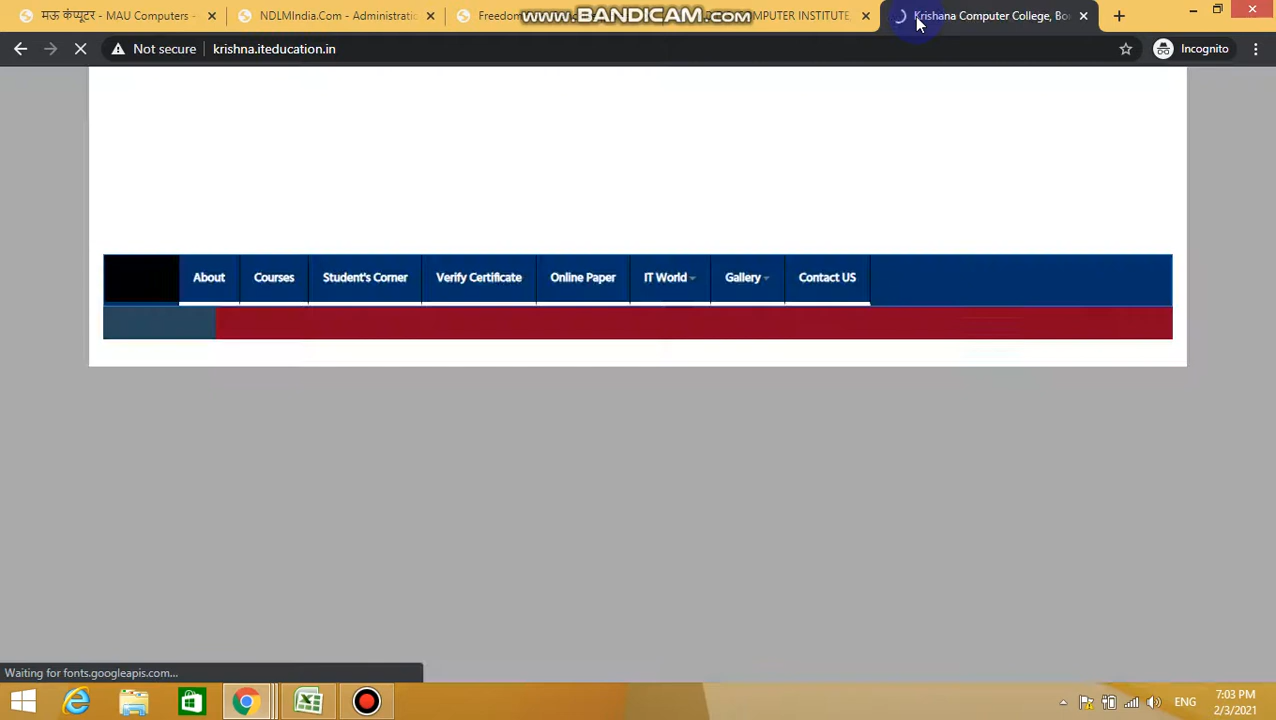 मऊ कंप्यूटर - MAU Computers -
NDLMIndia.Com - Administratic
Freedom
WWW.BANDICAM.COM
COMPUTER INSTITUTE,
Krishana Computer College, Bo
Not secure
krishna.iteducation.in
Incognito
About
Courses
Student's Corner
Verify Certificate
Online Paper
IT World
Gallery
Contact US
Waiting for fonts.googleapis.com...
ENG
7:03 PM
2/3/2021